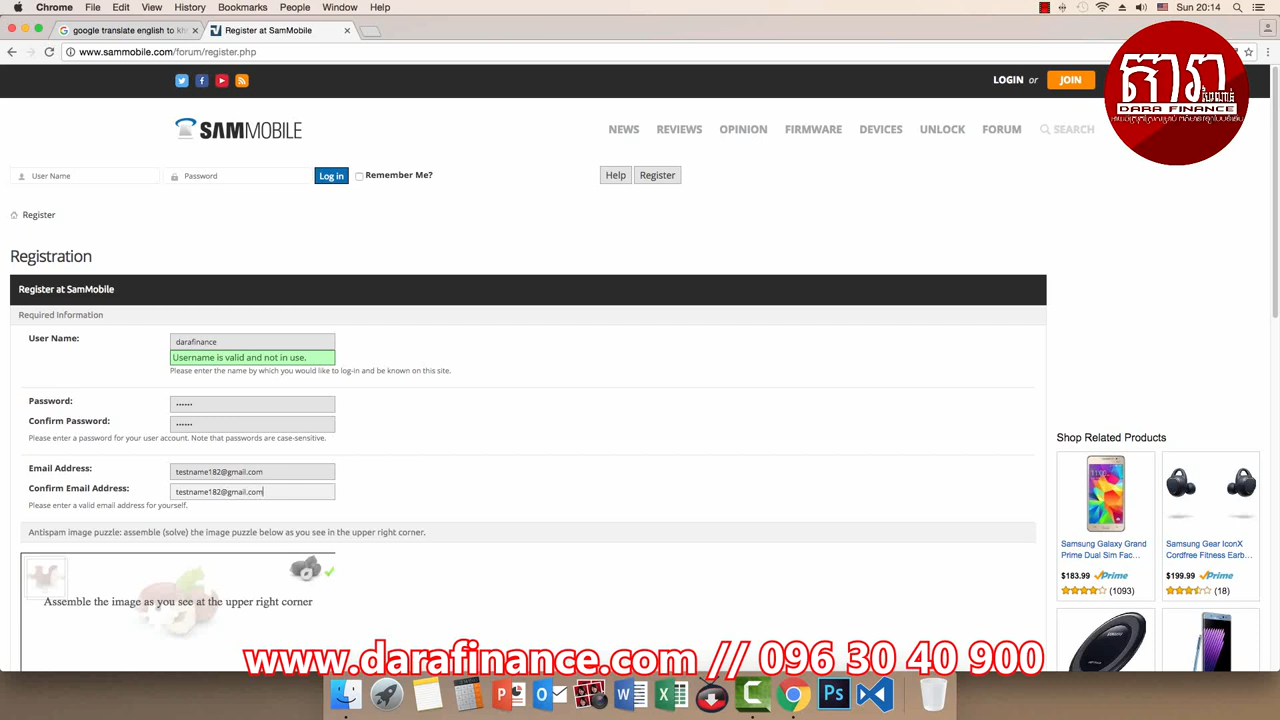 Chrome File Edit View History Bookmarks People Window Help Sun 20:14
google translate english to kh
Register at SamMobile
www.sammobile.com/forum/register.php
LOGIN or JOIN
តារា
DARA FINANCE
SAMMOBILE
NEWS REVIEWS OPINION FIRMWARE DEVICES UNLOCK FORUM SEARCH
User Name Password Log in Remember Me? Help Register
Register
Registration
Register at SamMobile
Required Information
User Name: darafinance
Username is valid and not in use.
Please enter the name by which you would like to log-in and be known on this site.
Password: ••••••
Confirm Password: ••••••
Please enter a password for your user account. Note that passwords are case-sensitive.
Email Address: testname182@gmail.com
Confirm Email Address: testname182@gmail.com
Please enter a valid email address for yourself.
Antispam image puzzle: assemble (solve) the image puzzle below as you see in the upper right corner.
Assemble the image as you see at the upper right corner
Shop Related Products
Samsung Galaxy Grand
Prime Dual Sim Fac...
$183.99 Prime
(1093)
Samsung Gear IconX
Cordfree Fitness Earb...
$199.99 Prime
(18)
www.darafinance.com // 096 30 40 900
Ps